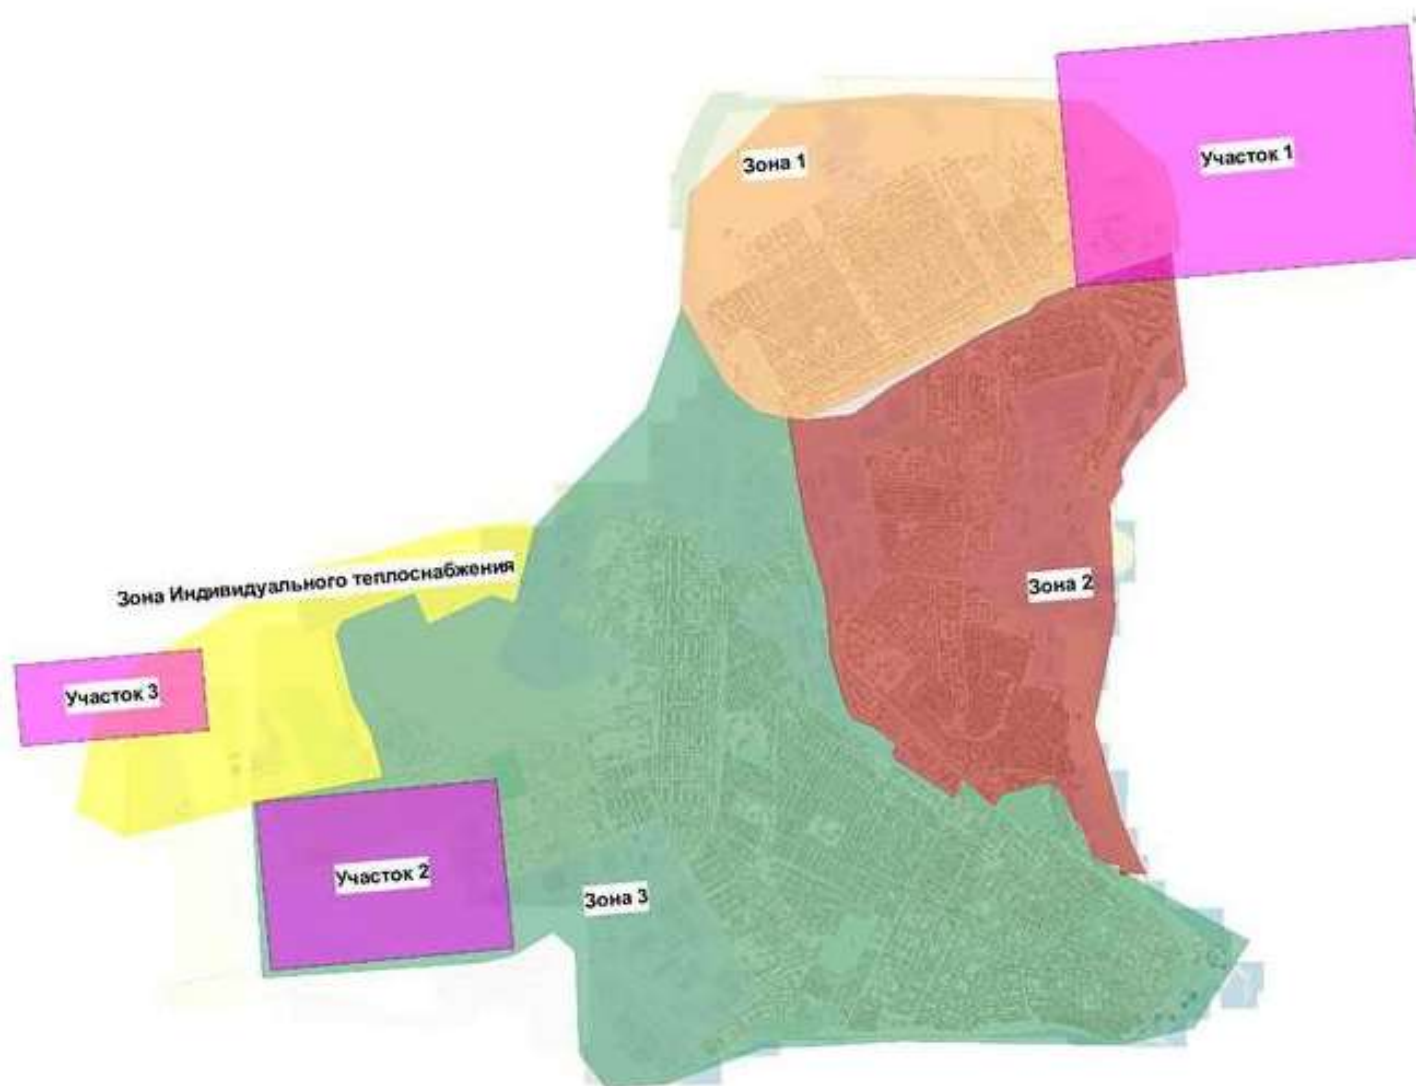 Зона 1
Участок 1
Зона Индивидуального теплоснабжения
Зона 2
Участок 3
Участок 2
Зона 3